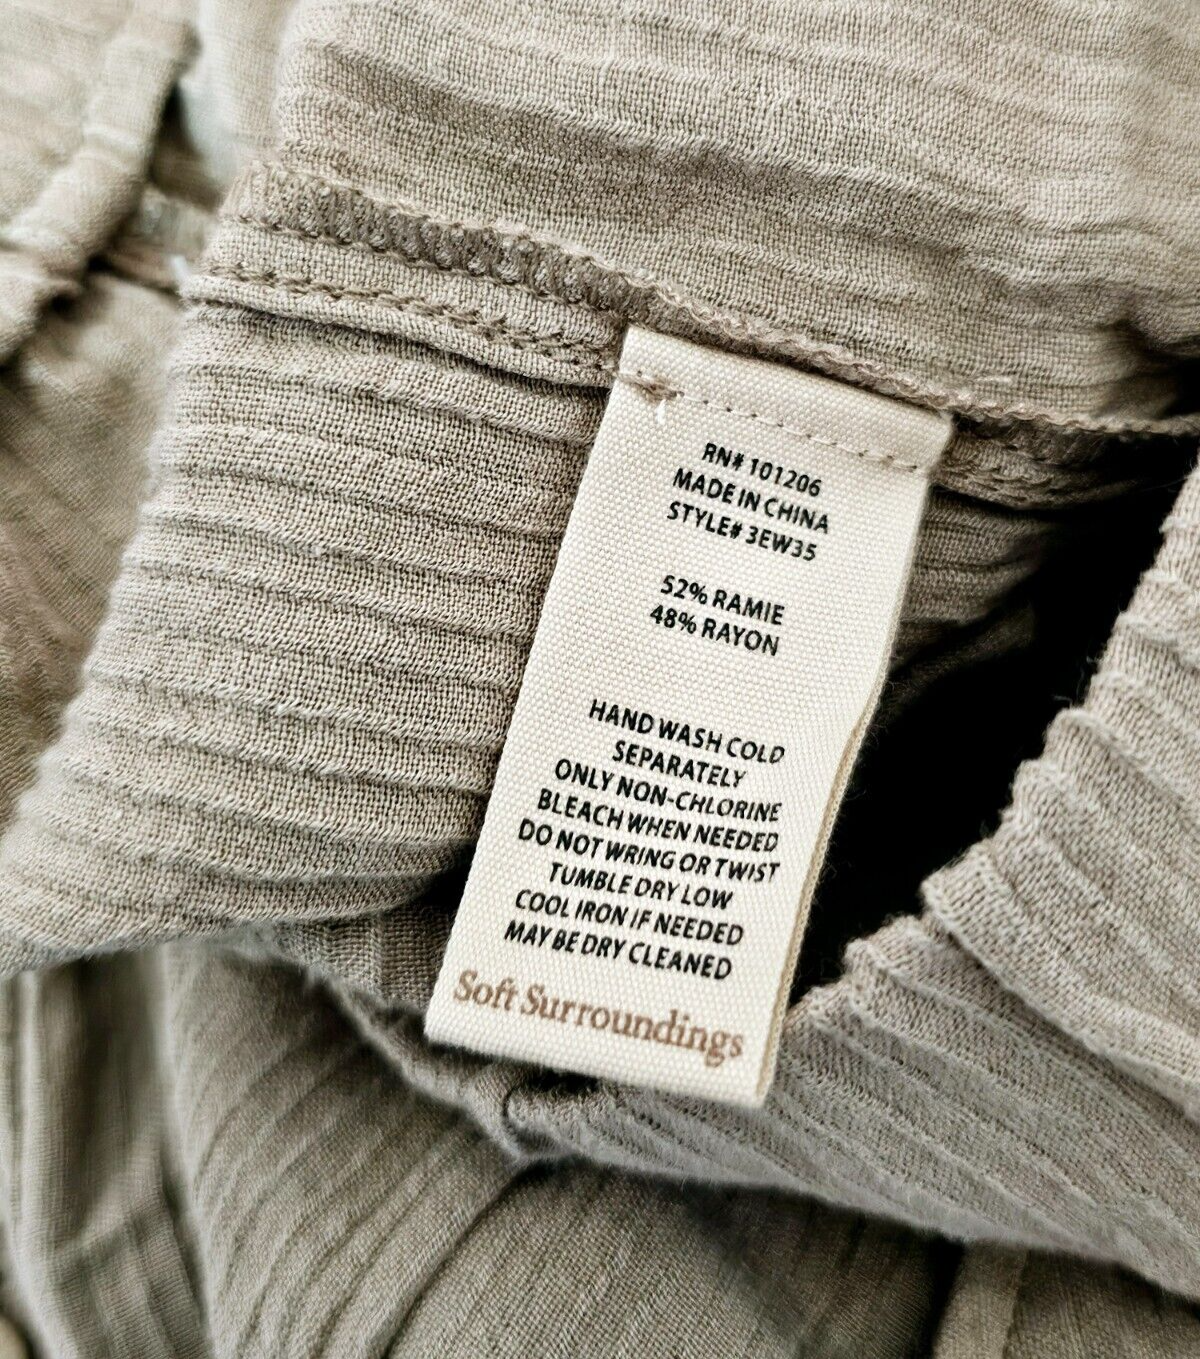 RN# 101206
MADE IN CHINA
STYLE# 3EW35
52% RAMIE
48% RAYON
HAND WASH COLD
SEPARATELY
ONLY NON-CHLORINE
BLEACH WHEN NEEDED
DO NOT WRING OR TWIST
TUMBLE DRY LOW
COOL IRON IF NEEDED
MAY BE DRY CLEANED
Soft Surroundings